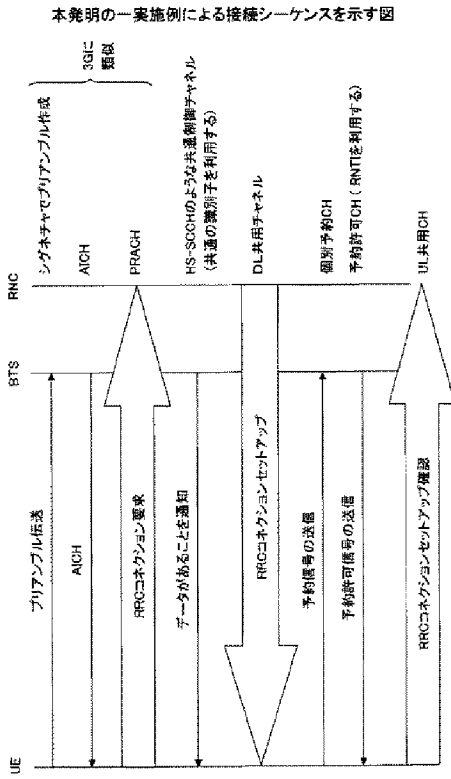 本発明の一実施例による接続シーケンスを示す図
UE
BTS
RNC
3Gに
類似
プリアンブル伝送
シグネチャでプリアンブル作成
AICH
AICH
RRCコネクション要求
PRACH
データがあることを通知
HS-SCCHのような共通制御チャネル
(共通の識別子を利用する)
RRCコネクションセットアップ
DL共用チャネル
予約信号の送信
個別予約CH
予約許可信号の送信
予約許可CH(RNTIを利用する)
RRCコネクションセットアップ確認
UL共用CH